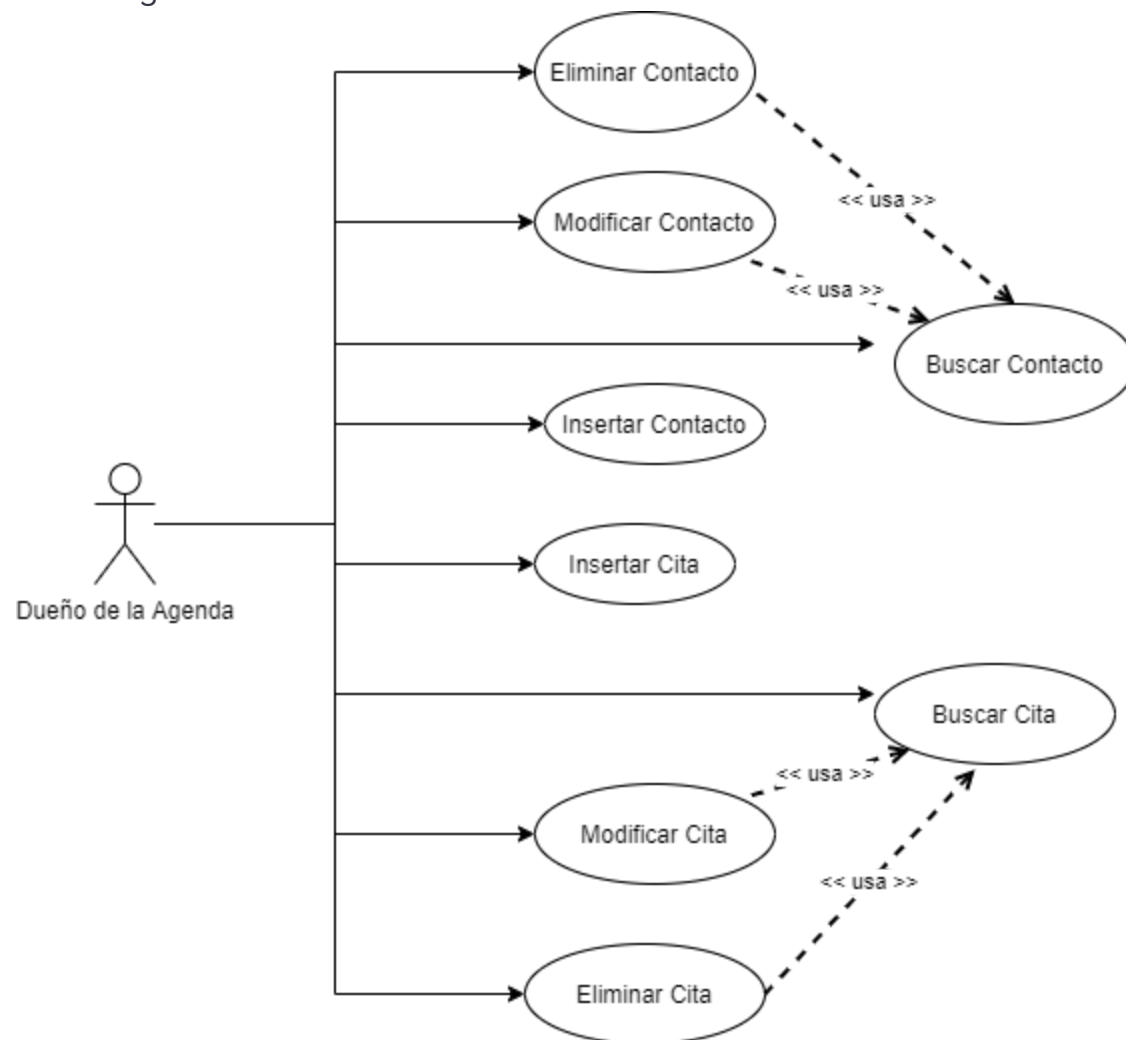 Eliminar Contacto
<< usa >>
Modificar Contacto
<< usa >>
Buscar Contacto
Insertar Contacto
Insertar Cita
Dueño de la Agenda
Buscar Cita
<< usa >>
Modificar Cita
<< usa >>
Eliminar Cita